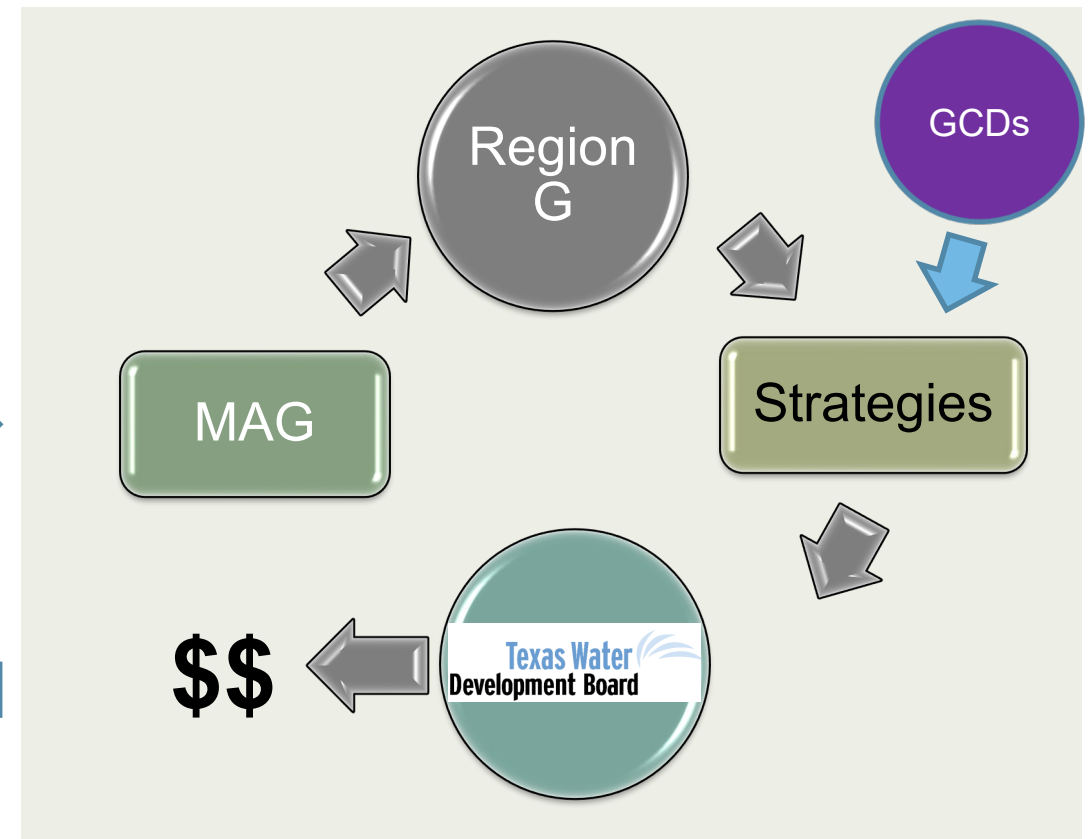 Region
G
GCDs
MAG
Strategies
Texas Water
Development Board
$$